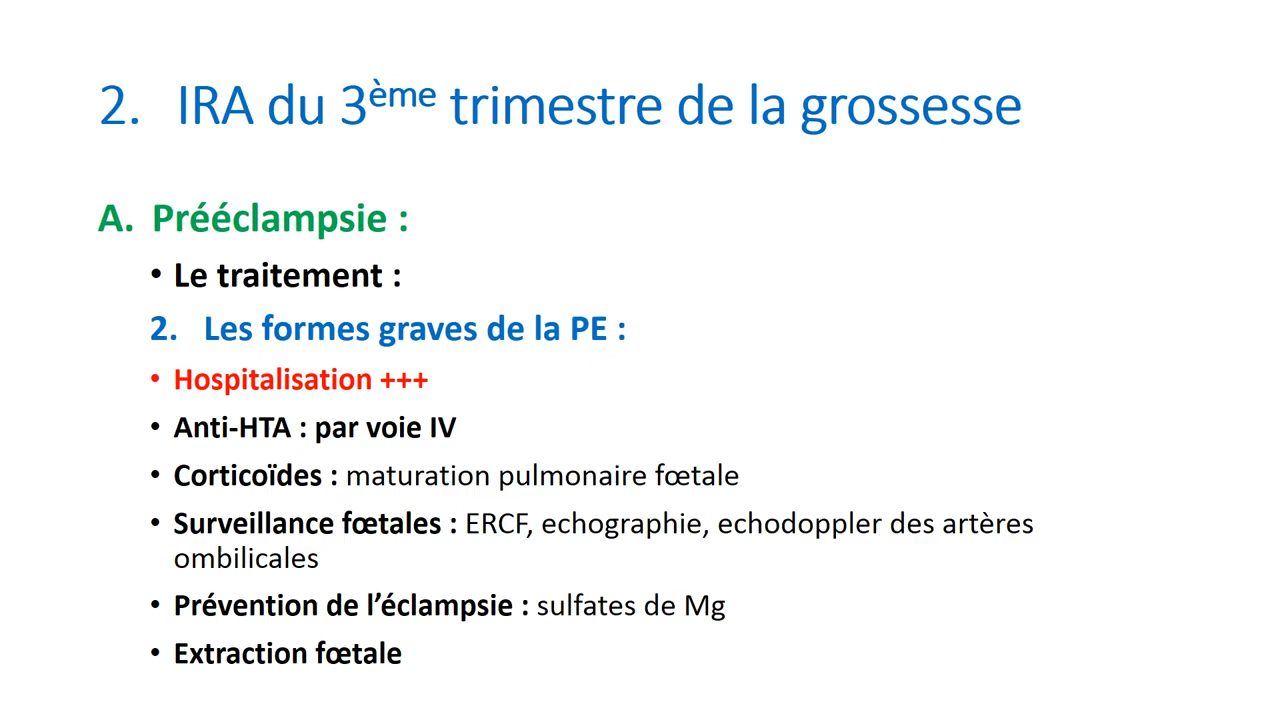 2. IRA du 3ème trimestre de la grossesse
A. Prééclampsie :
• Le traitement :
2. Les formes graves de la PE :
• Hospitalisation +++
• Anti-HTA : par voie IV
• Corticoïdes : maturation pulmonaire fœtale
• Surveillance fœtales : ERCF, echographie, echodoppler des artères
ombilicales
• Prévention de l’éclampsie : sulfates de Mg
• Extraction fœtale